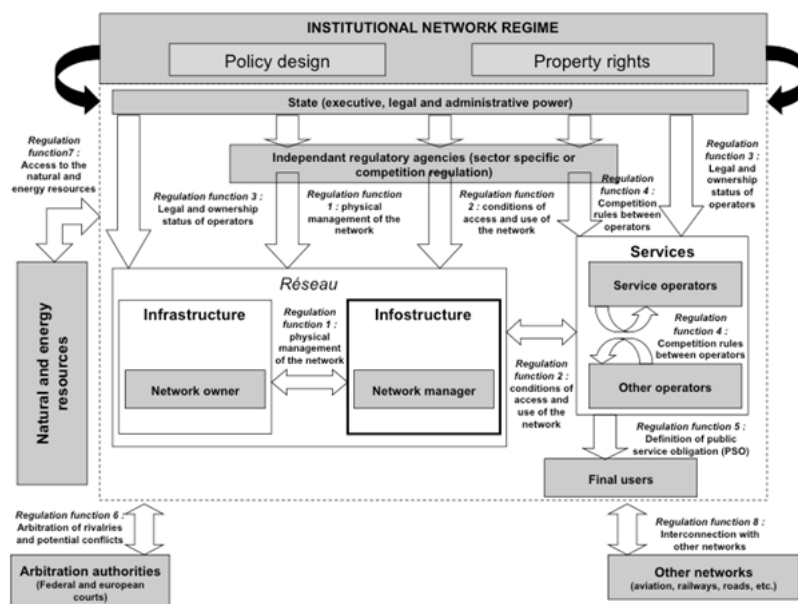 INSTITUTIONAL NETWORK REGIME
Policy design
Property rights
State (executive, legal and administrative power)
Regulation
function7 :
Access to the
natural and
energy resources
Independant regulatory agencies (sector specific or
competition regulation)
Regulation function 3 :
Legal and ownership
status of operators
Regulation function
1 : physical
management of the
network
Regulation function
2 : conditions of
access and use of
the network
Regulation
function 4 :
Competition
rules between
operators
Regulation
function 3 :
Legal and
ownership
status of
operators
Natural and energy
resources
Réseau
Infrastructure
Network owner
Regulation
function 1 :
physical
management
of the network
Infostructure
Network manager
Regulation
function 2 :
conditions of
access and
use of the
network
Services
Service operators
Regulation
function 4 :
Competition rules
between operators
Other operators
Regulation function 5 :
Definition of public
service obligation (PSO)
Final users
Regulation function 6 :
Arbitration of rivalries
and potential conflicts
Regulation function 8 :
Interconnection with
other networks
Arbitration authorities
(Federal and european
courts)
Other networks
(aviation, railways, roads, etc.)